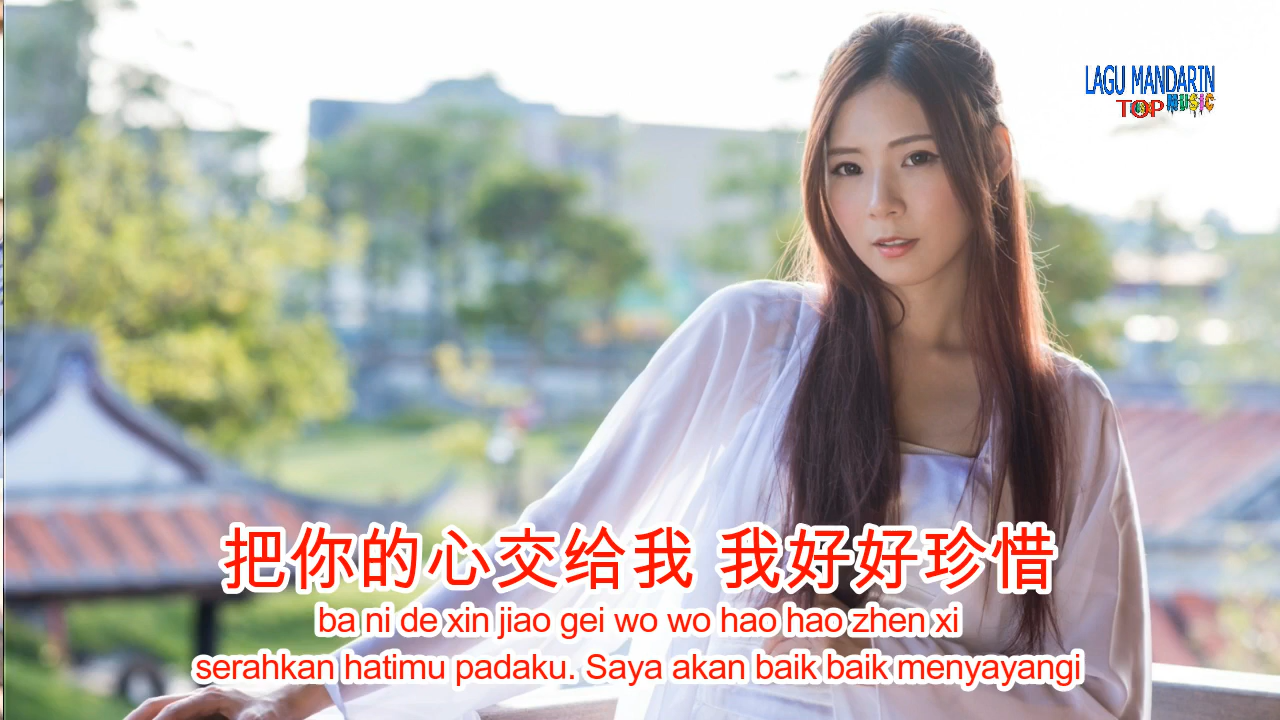 LAGU MANDARIN
TOP MUSIC
把你的心交给我 我好好珍惜
ba ni de xin jiao gei wo wo hao hao zhen xi
serahkan hatimu padaku. Saya akan baik baik menyayangi